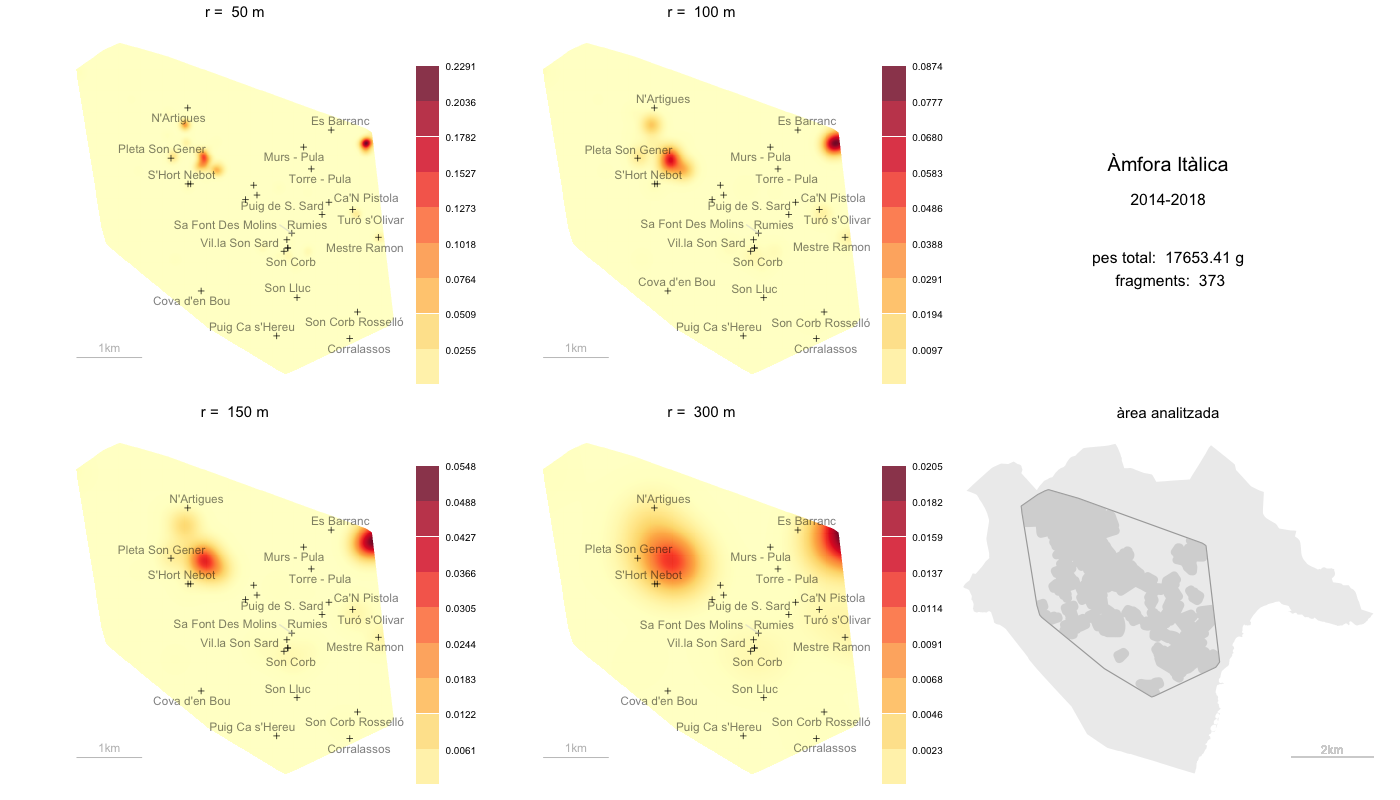 r =  50 m
N'Artigues
Es Barranc
Pleta Son Gener
Murs - Pula
S'Hort Nebot
Torre - Pula
Ca'N Pistola
Puig de S. Sard
Turó s'Olivar
Sa Font Des Molins
Rumies
Vil.la Son Sard
Mestre Ramon
Son Corb
Son Lluc
Cova d'en Bou
Son Corb Rosselló
Puig Ca s'Hereu
Corralassos
1km
0.2291
0.2036
0.1782
0.1527
0.1273
0.1018
0.0764
0.0509
0.0255
r =  100 m
N'Artigues
Es Barranc
Pleta Son Gener
Murs - Pula
S'Hort Nebot
Torre - Pula
Ca'N Pistola
Puig de S. Sard
Turó s'Olivar
Sa Font Des Molins
Rumies
Vil.la Son Sard
Mestre Ramon
Son Corb
Cova d'en Bou
Son Lluc
Son Corb Rosselló
Puig Ca s'Hereu
Corralassos
1km
0.0874
0.0777
0.0680
0.0583
0.0486
0.0388
0.0291
0.0194
0.0097
Àmfora Itàlica
2014-2018
pes total:  17653.41 g
fragments:  373
r =  150 m
N'Artigues
Es Barranc
Pleta Son Gener
Murs - Pula
S'Hort Nebot
Torre - Pula
Ca'N Pistola
Puig de S. Sard
Turó s'Olivar
Sa Font Des Molins
Rumies
Vil.la Son Sard
Mestre Ramon
Son Corb
Son Lluc
Cova d'en Bou
Son Corb Rosselló
Puig Ca s'Hereu
Corralassos
1km
0.0548
0.0488
0.0427
0.0366
0.0305
0.0244
0.0183
0.0122
0.0061
r =  300 m
N'Artigues
Es Barranc
Pleta Son Gener
Murs - Pula
S'Hort Nebot
Torre - Pula
Ca'N Pistola
Puig de S. Sard
Turó s'Olivar
Sa Font Des Molins
Rumies
Vil.la Son Sard
Mestre Ramon
Son Corb
Son Lluc
Cova d'en Bou
Son Corb Rosselló
Puig Ca s'Hereu
Corralassos
1km
0.0205
0.0182
0.0159
0.0137
0.0114
0.0091
0.0068
0.0046
0.0023
àrea analitzada
2km